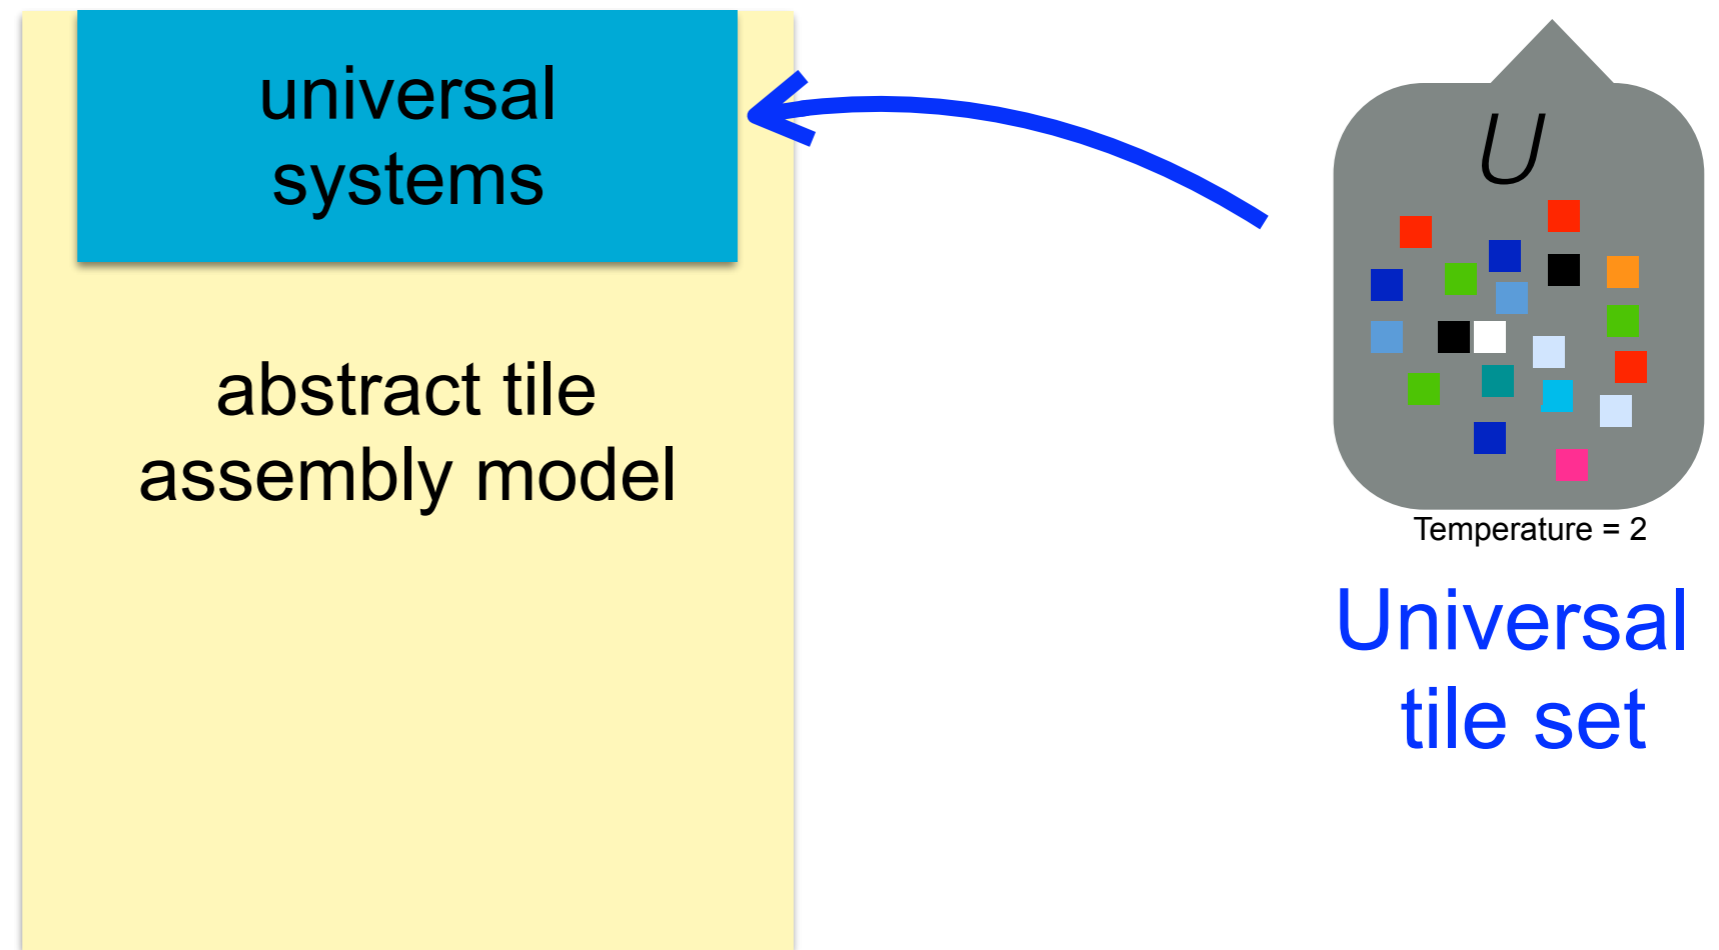 universal
systems
abstract tile
assembly model
U
Temperature = 2
Universal
tile set